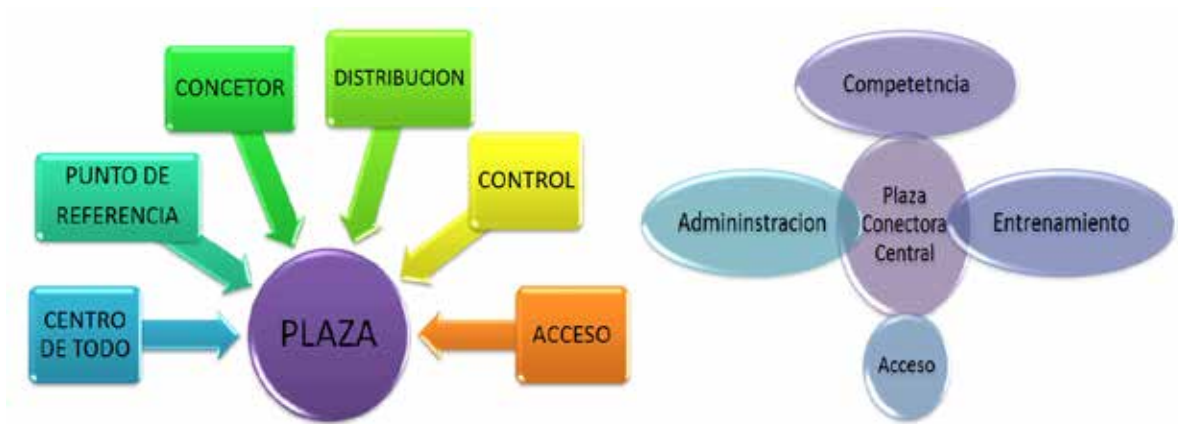 CONCETOR
DISTRIBUCION
PUNTO DE
REFERENCIA
CONTROL
CENTRO
DE TODO
PLAZA
ACCESO
Competetncia
Admininstracion
Plaza
Conectora
Central
Entrenamiento
Acceso